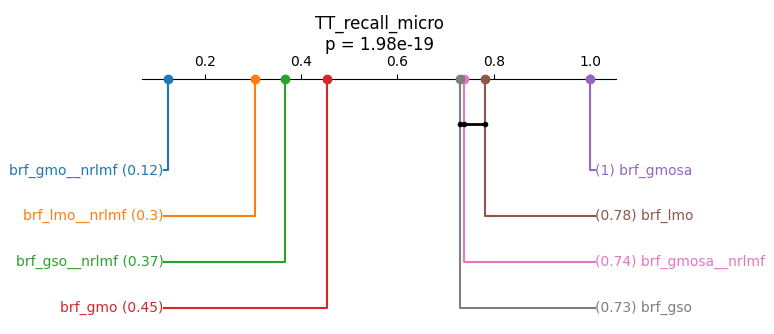 TT_recall_micro
p = 1.98e-19
0.2 0.4 0.6 0.8 1.0
brf_gmo__nrlmf (0.12)
(1) brf_gmosa
brf_lmo__nrlmf (0.3)
(0.78) brf_lmo
brf_gso__nrlmf (0.37)
(0.74) brf_gmosa__nrlmf
brf_gmo (0.45)
(0.73) brf_gso